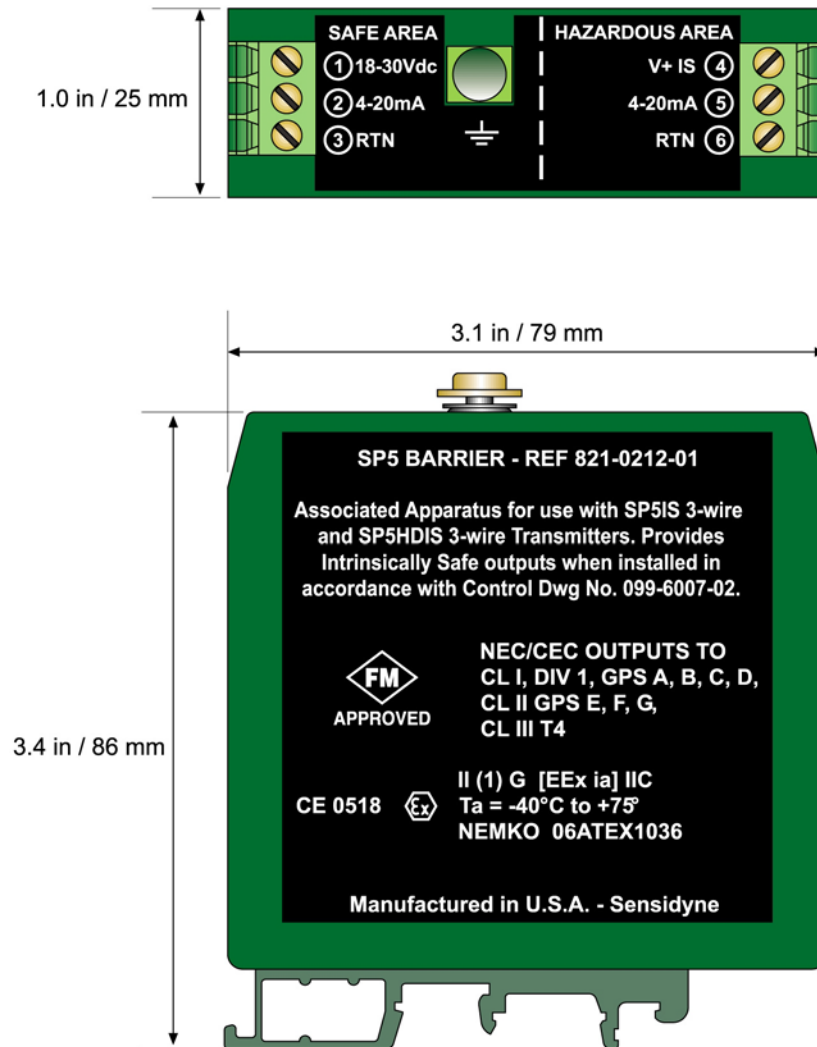 SAFE AREA
HAZARDOUS AREA
1 18-30Vdc
V+ IS 4
1.0 in / 25 mm
2 4-20mA
4-20mA 5
3 RTN
RTN 6
3.1 in / 79 mm
SP5 BARRIER - REF 821-0212-01
Associated Apparatus for use with SP5IS 3-wire
and SP5HDIS 3-wire Transmitters. Provides
Intrinsically Safe outputs when installed in
accordance with Control Dwg No. 099-6007-02.
FM
APPROVED
NEC/CEC OUTPUTS TO
CL I, DIV 1, GPS A, B, C, D,
CL II GPS E, F, G,
CL III T4
3.4 in / 86 mm
CE 0518
Ex
II (1) G [EEx ia] IIC
Ta = -40°C to +75°
NEMKO 06ATEX1036
Manufactured in U.S.A. - Sensidyne